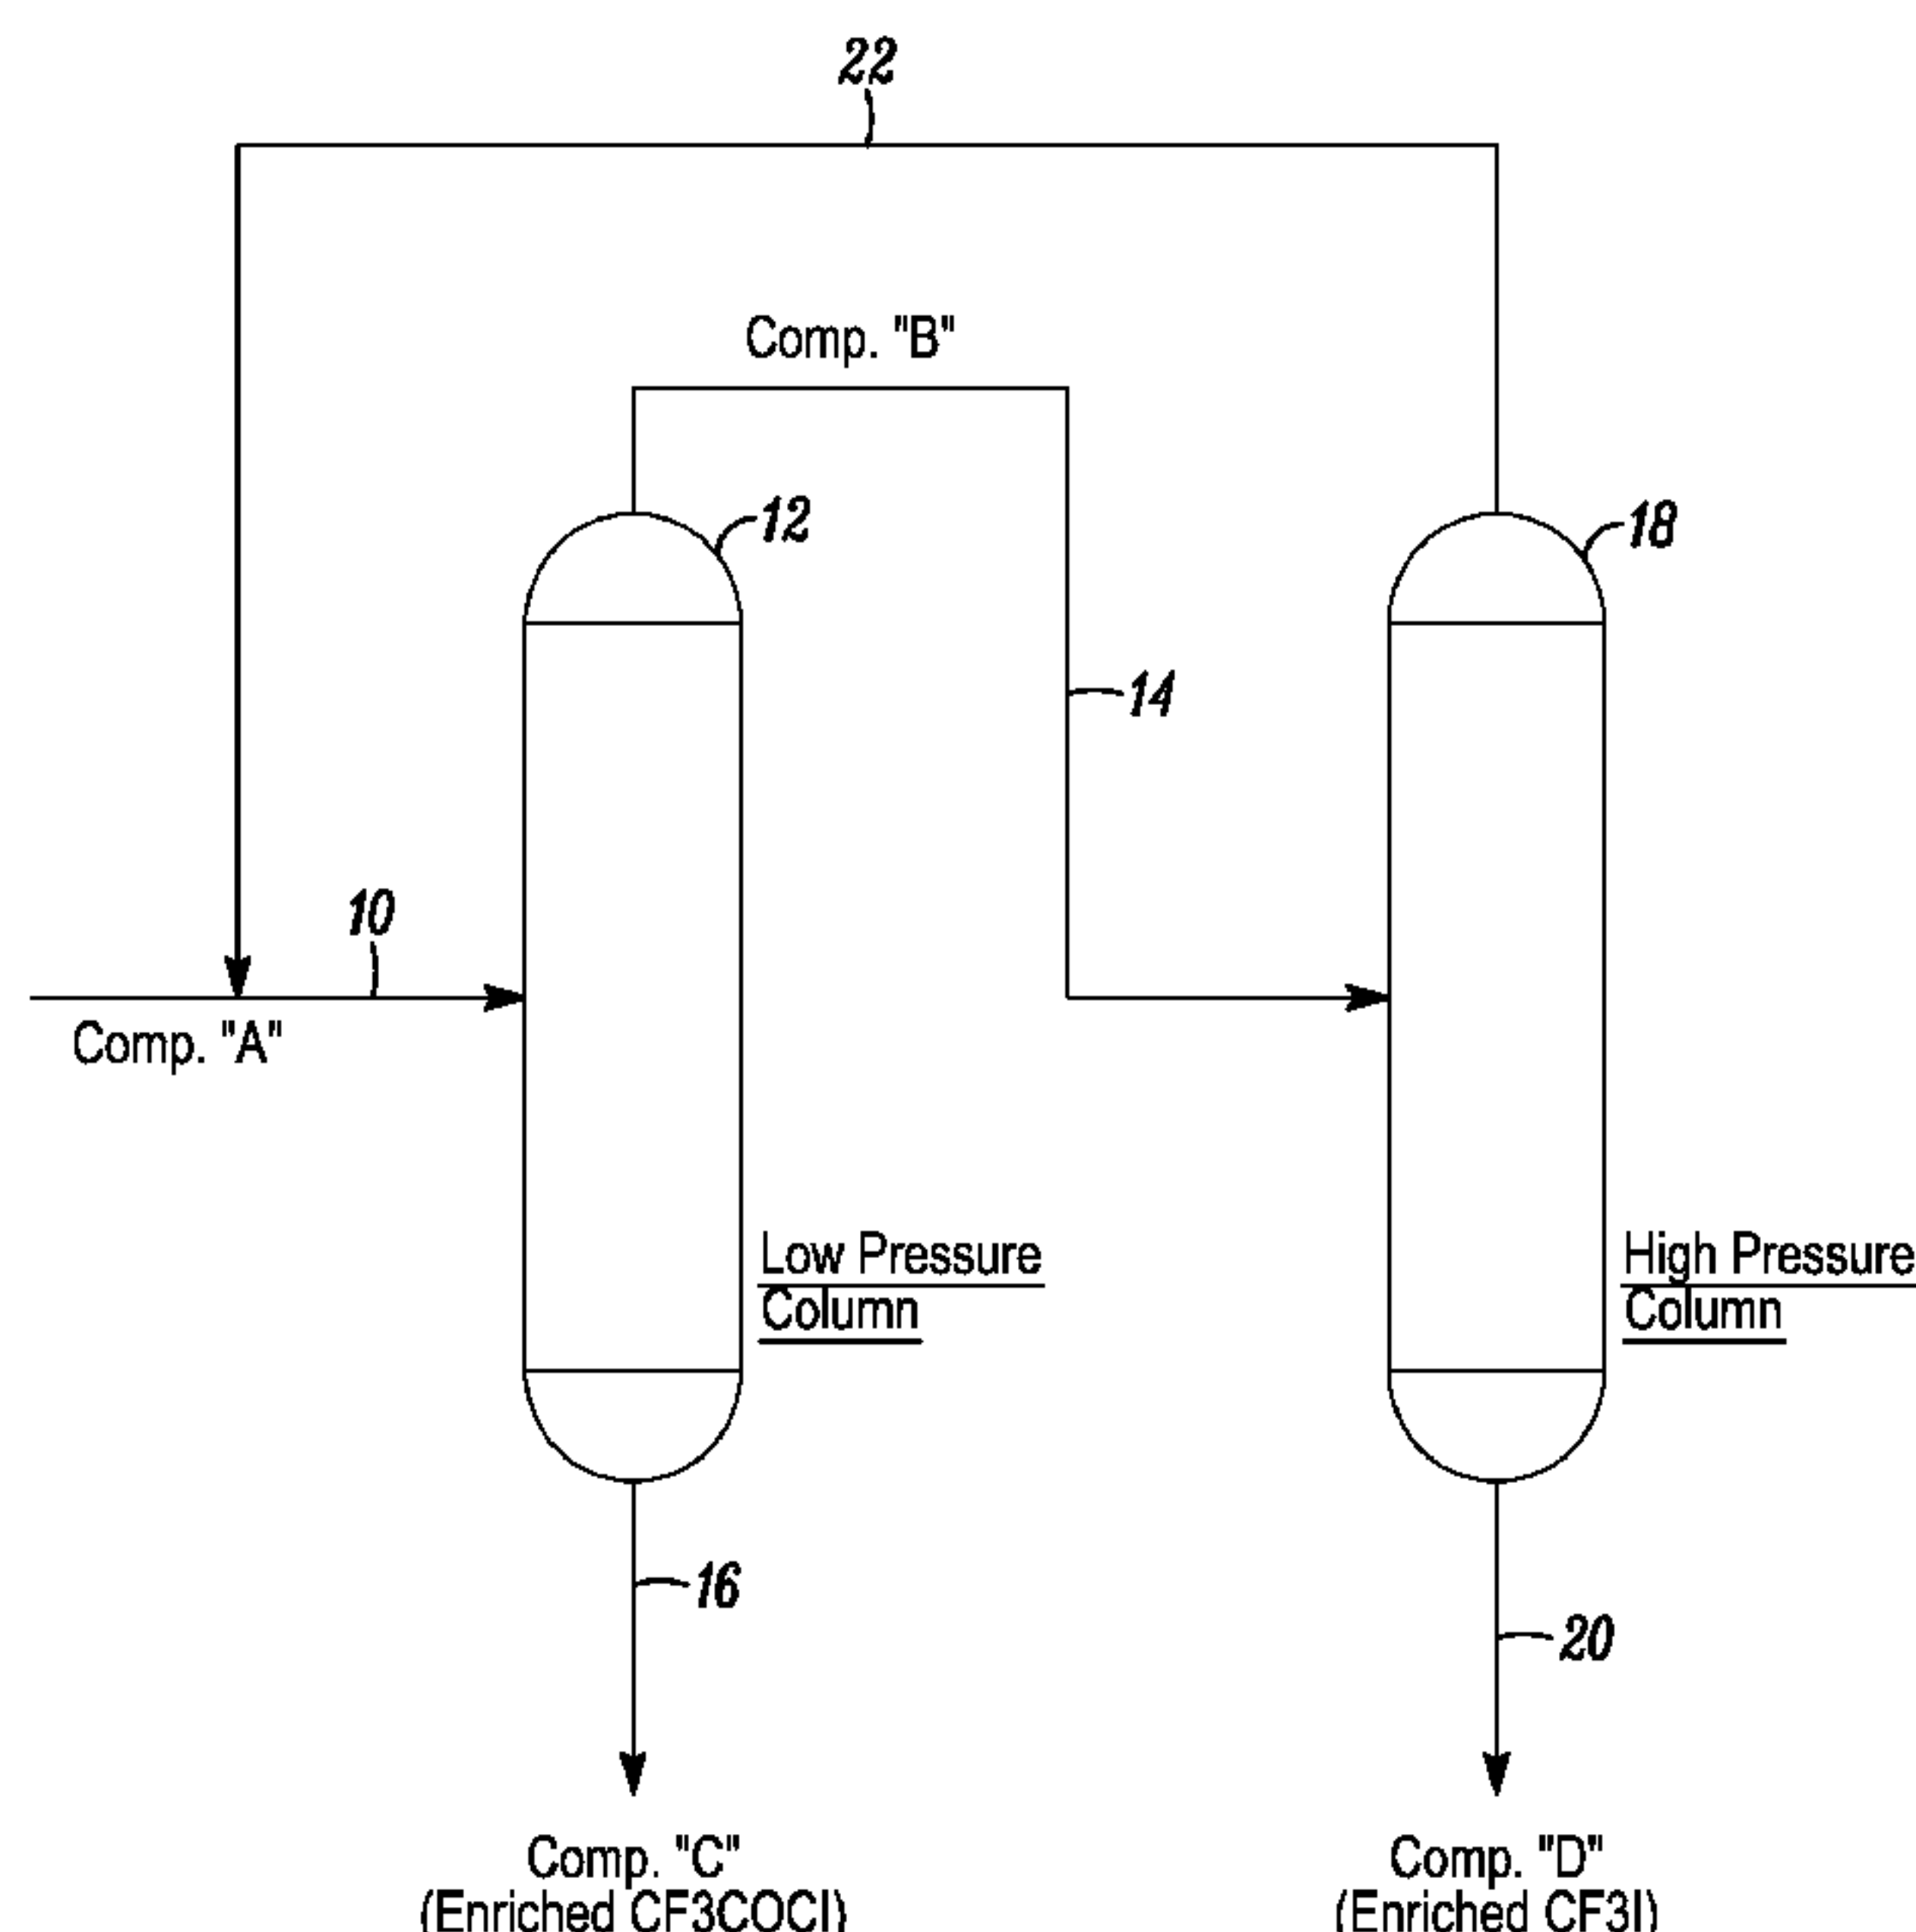 22
Comp. "B"
12
18
14
10
Comp. "A"
Low Pressure
Column
High Pressure
Column
16
20
Comp. "C"
(Enriched CF3COCl)
Comp. "D"
(Enriched CF3I)